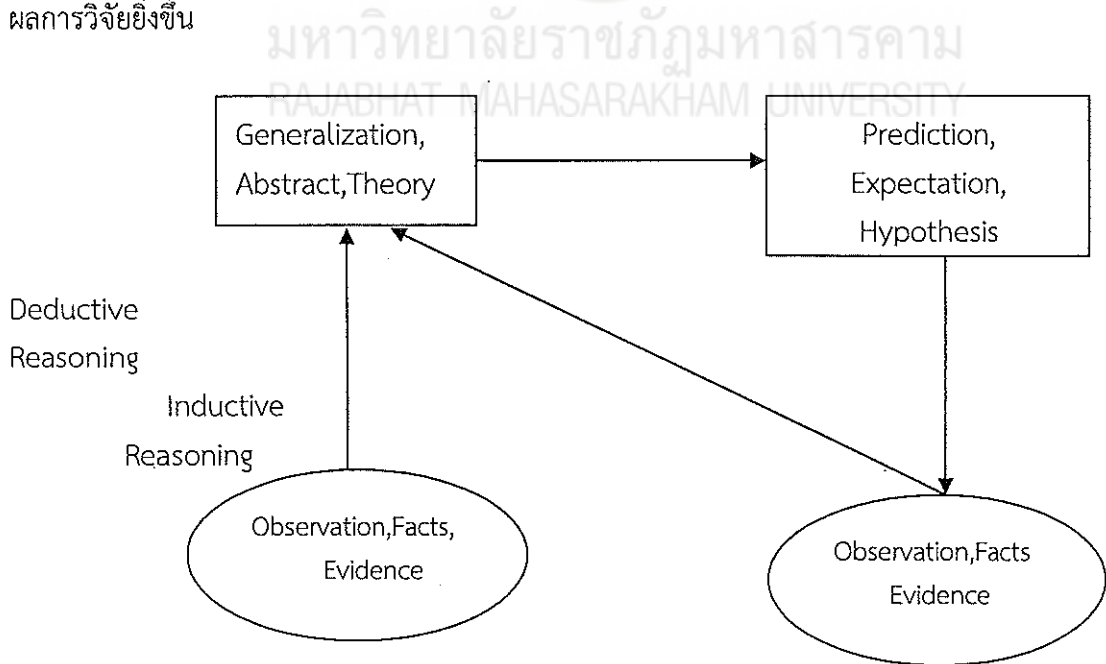 ผลการวิจัยยิ่งขึ้น
มหาวิทยาลัยราชภัฏมหาสารคาม
RAJABHAT MAHASARAKHAM UNIVERSITY
Generalization,
Abstract,Theory
Prediction,
Expectation,
Hypothesis
Deductive
Reasoning
Inductive
Reasoning
Observation,Facts,
Evidence
Observation,Facts
Evidence